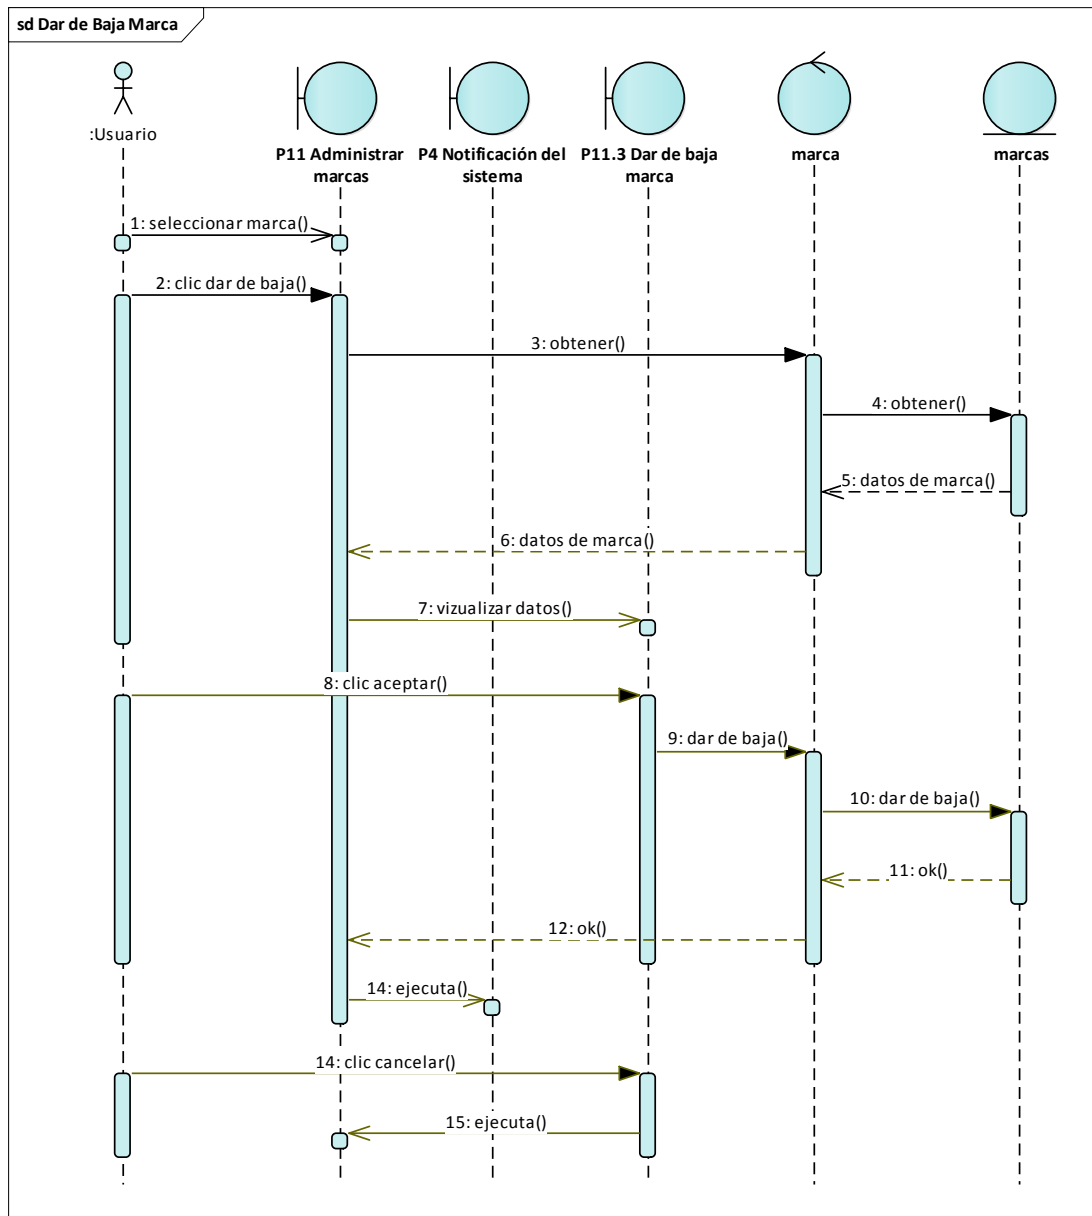 sd Dar de Baja Marca
:Usuario
P11 Administrar
marcas
P4 Notificación del
sistema
P11.3 Dar de baja
marca
marca
marcas
1: seleccionar marca()
2: clic dar de baja()
3: obtener()
4: obtener()
5: datos de marca()
6: datos de marca()
7: vizualizar datos()
8: clic aceptar()
9: dar de baja()
10: dar de baja()
11: ok()
12: ok()
14: ejecuta()
14: clic cancelar()
15: ejecuta()